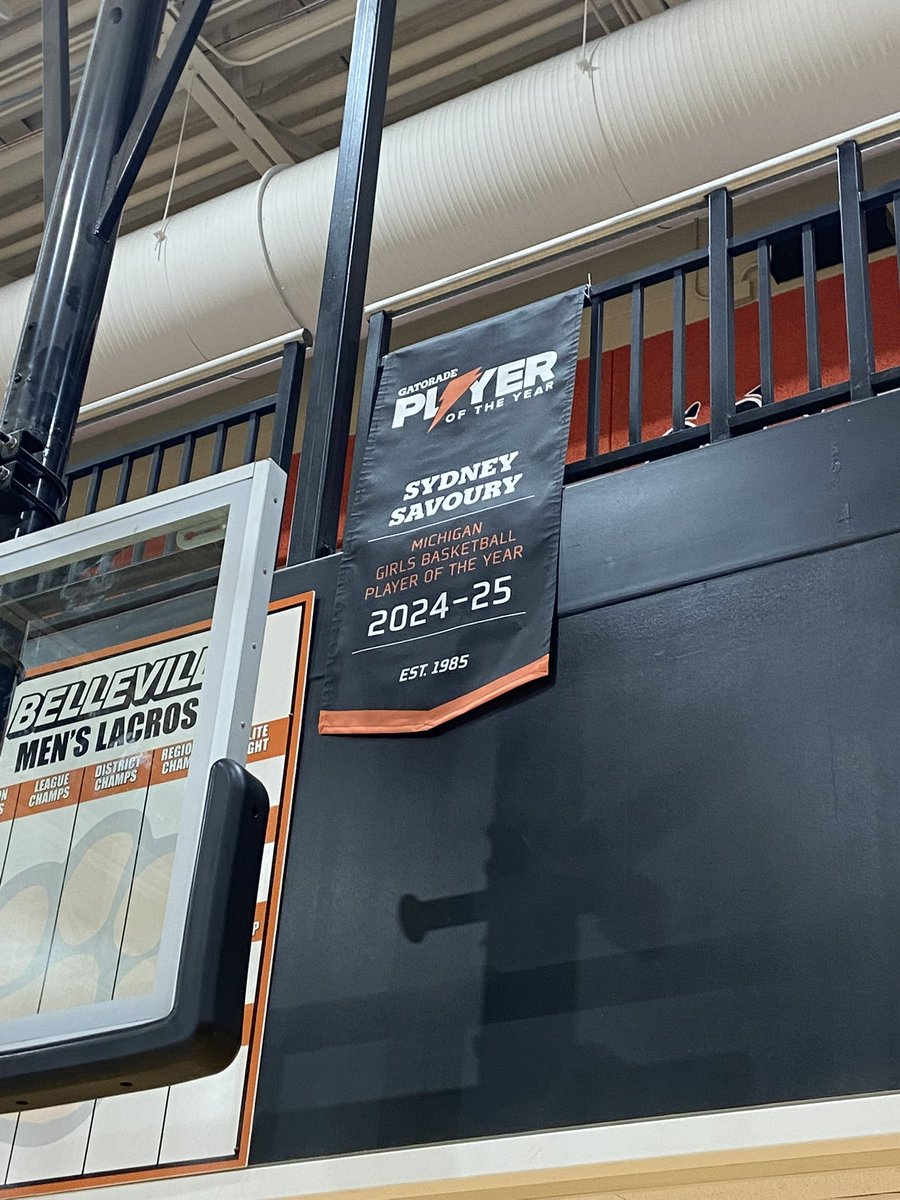 GATORADE
PLAYER
OF THE YEAR
SYDNEY
SAVOURY
MICHIGAN
GIRLS BASKETBALL
PLAYER OF THE YEAR
2024-25
EST. 1985
BELLEVILL
MEN'S LACROS
LEAGUE
CHAMPS
DISTRICT
CHAMPS